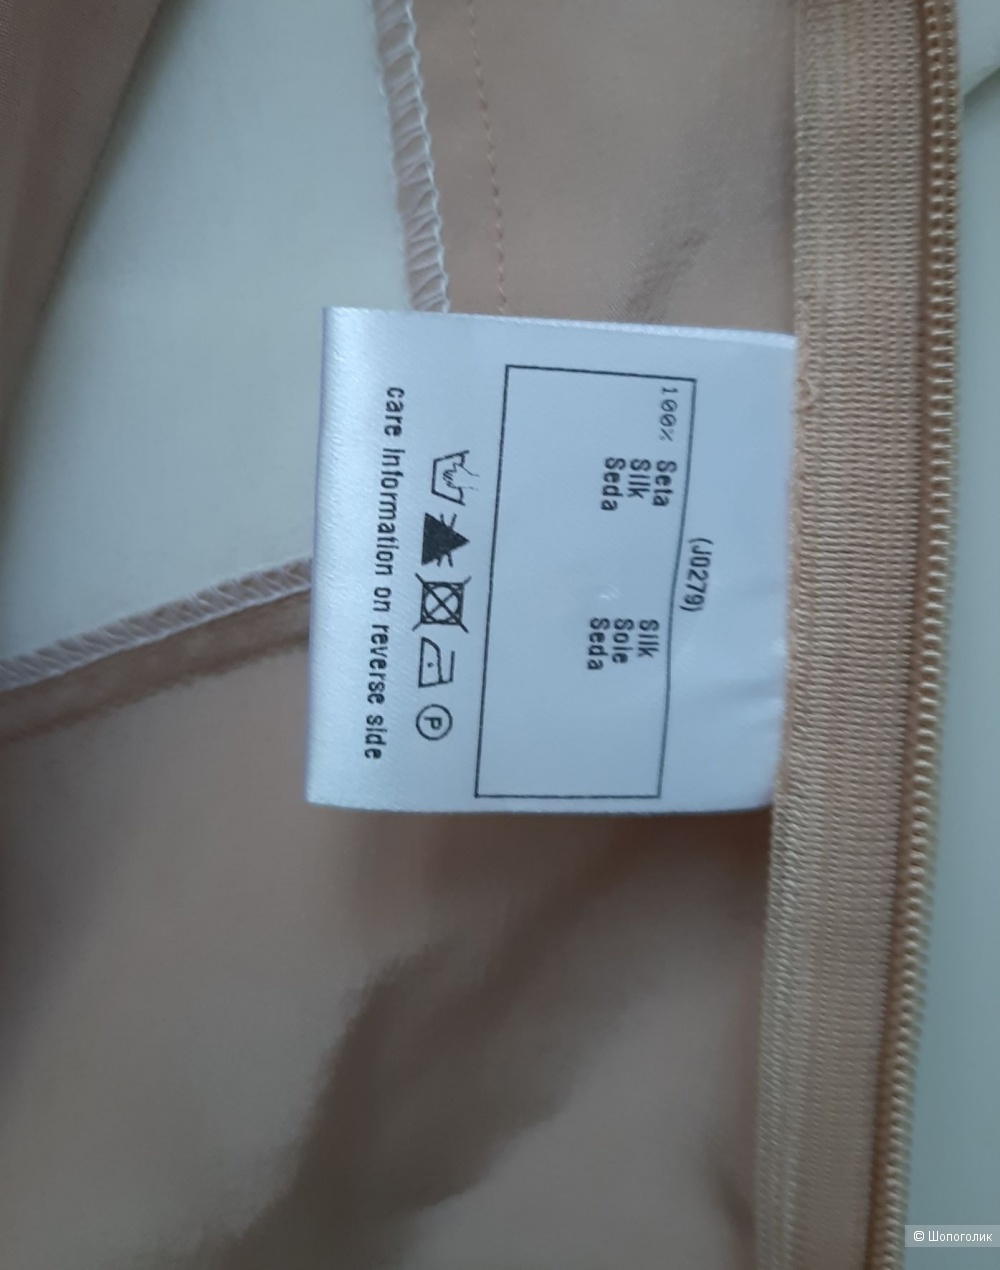 (J0279)
100% Seta Silk
Silk Soie
Seda Seda
P
care information on reverse side
© Шопоголик